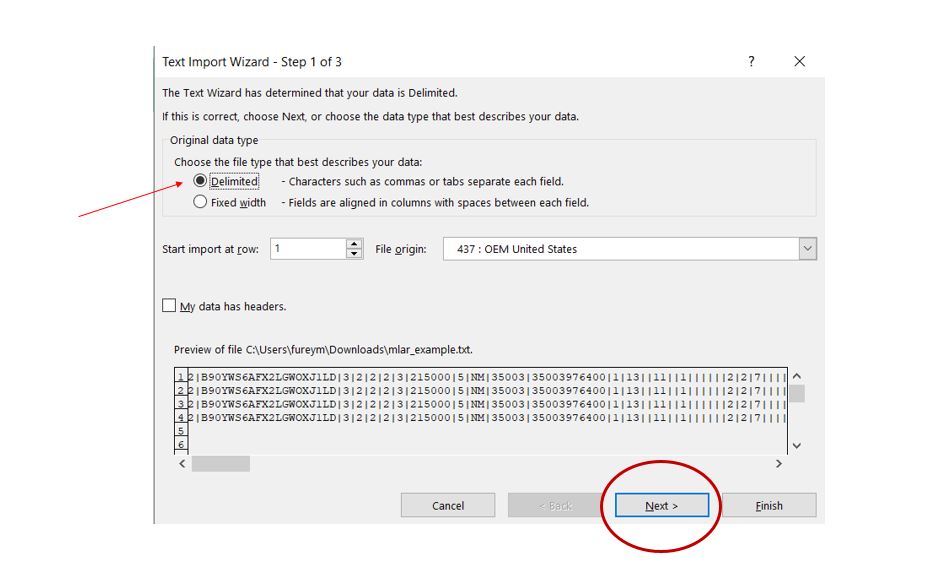 Text Import Wizard - Step 1 of 3 ? ×
The Text Wizard has determined that your data is Delimited.
If this is correct, choose Next, or choose the data type that best describes your data.
Original data type
Choose the file type that best describes your data:
Delimited - Characters such as commas or tabs separate each field.
Fixed width - Fields are aligned in columns with spaces between each field.
Start import at row: 1 File origin: 437 : OEM United States
My data has headers.
Preview of file C:\Users\fureym\Downloads\mlar_example.txt.
1 2|B90YWS6AFX2LGWOXJ1LD|3|2|2|2|3|215000|5|NM|35003|35003976400|1|13||11||1||||||2|2|7||||
2 2|B90YWS6AFX2LGWOXJ1LD|3|2|2|2|3|215000|5|NM|35003|35003976400|1|13||11||1||||||2|2|7||||
3 2|B90YWS6AFX2LGWOXJ1LD|3|2|2|2|3|215000|5|NM|35003|35003976400|1|13||11||1||||||2|2|7||||
4 2|B90YWS6AFX2LGWOXJ1LD|3|2|2|2|3|215000|5|NM|35003|35003976400|1|13||11||1||||||2|2|7||||
5
6
Cancel < Back Next > Finish